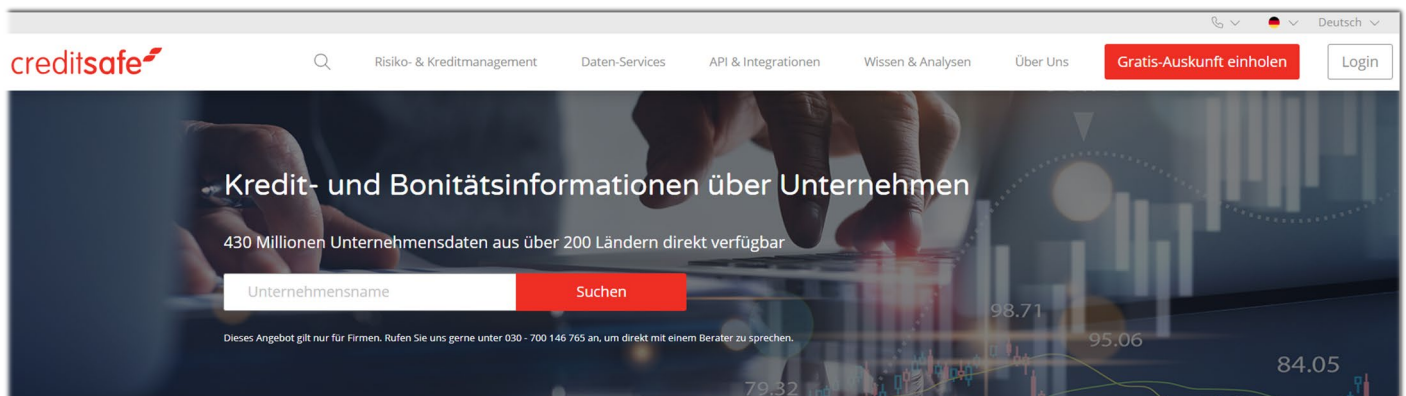 Deutsch
creditsafe
Risiko- & Kreditmanagement
Daten-Services
API & Integrationen
Wissen & Analysen
Über Uns
Gratis-Auskunft einholen
Login
Kredit- und Bonitätsinformationen über Unternehmen
430 Millionen Unternehmensdaten aus über 200 Ländern direkt verfügbar
Unternehmensname
Suchen
Dieses Angebot gilt nur für Firmen. Rufen Sie uns gerne unter 030 - 700 146 765 an, um direkt mit einem Berater zu sprechen.
98.71
95.06
84.05
79.32